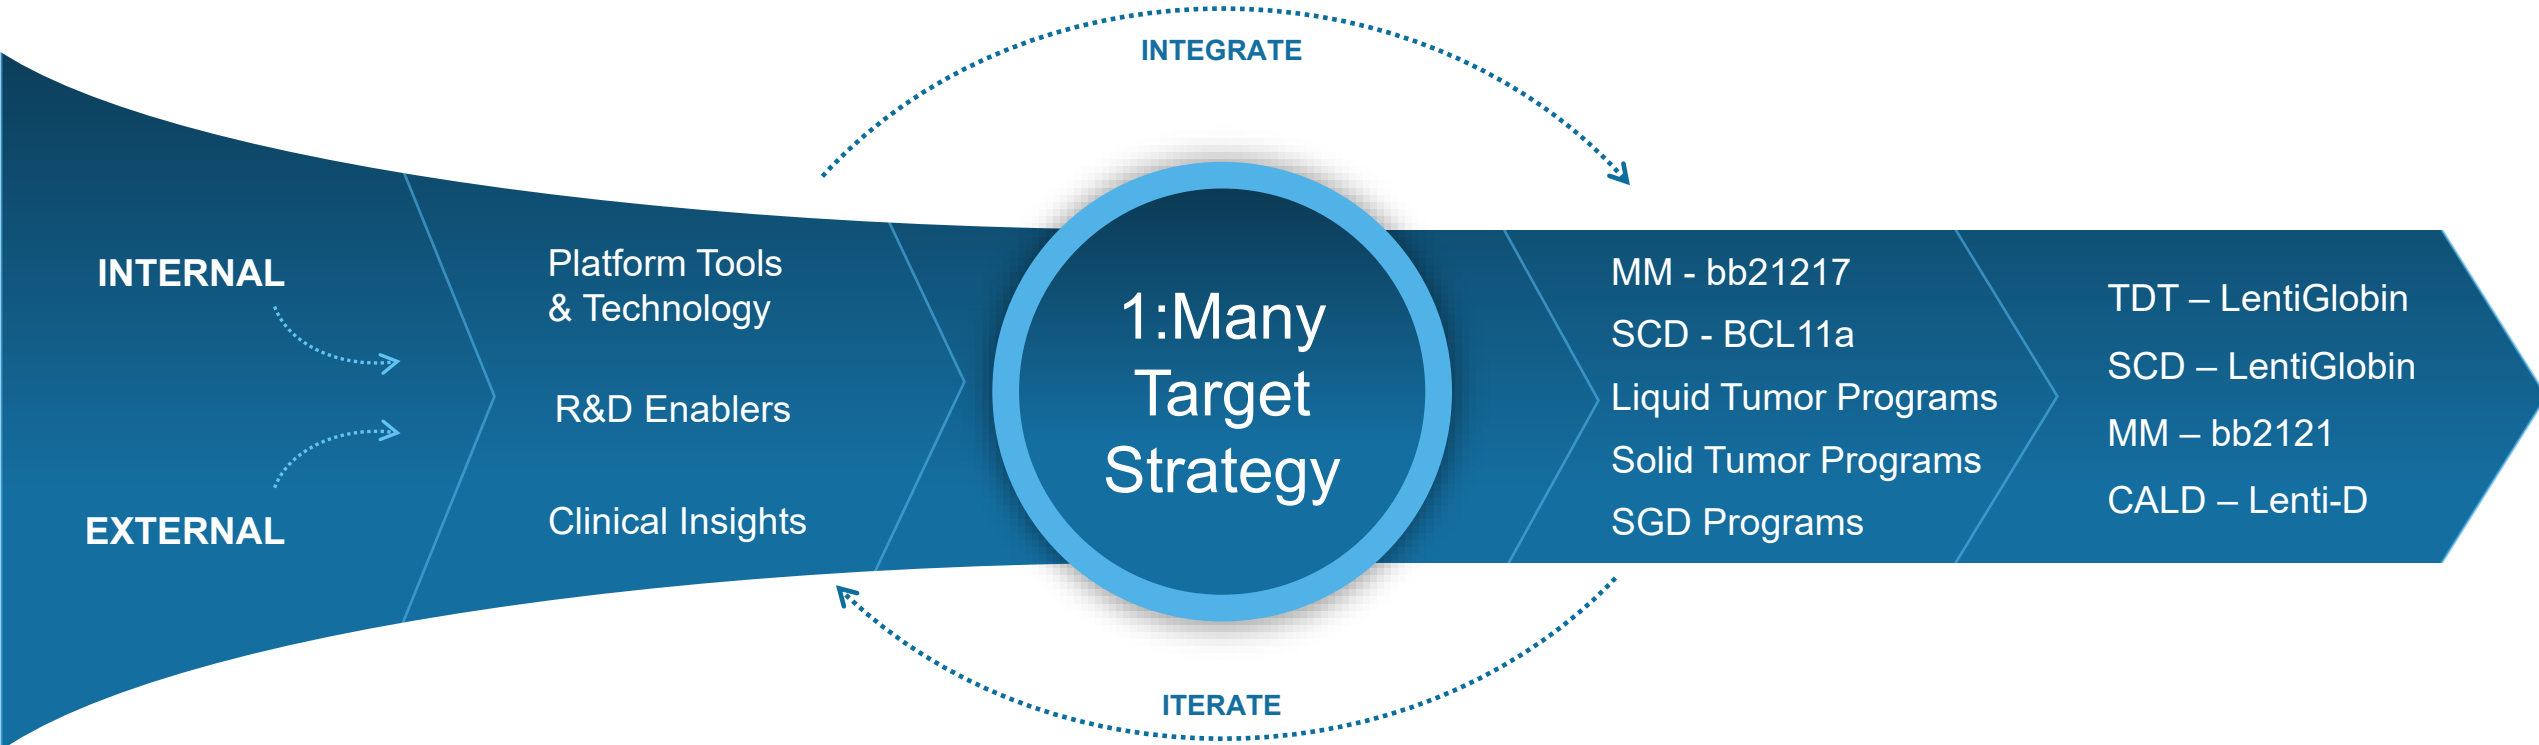 INTEGRATE
INTERNAL
EXTERNAL
Platform Tools
& Technology
R&D Enablers
Clinical Insights
1:Many
Target
Strategy
MM - bb21217
SCD - BCL11a
Liquid Tumor Programs
Solid Tumor Programs
SGD Programs
TDT – LentiGlobin
SCD – LentiGlobin
MM – bb2121
CALD – Lenti-D
ITERATE